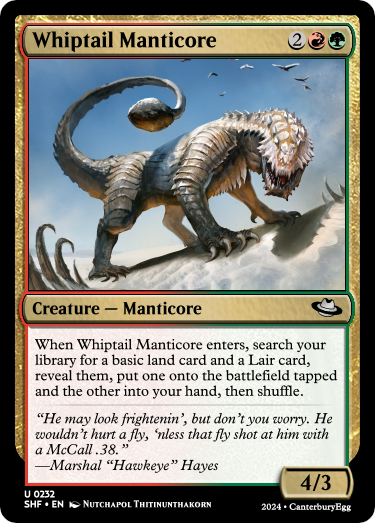 Whiptail Manticore 2
Creature — Manticore
When Whiptail Manticore enters, search your
library for a basic land card and a Lair card,
reveal them, put one onto the battlefield tapped
and the other into your hand, then shuffle.
“He may look frightenin’, but don’t you worry. He
wouldn’t hurt a fly, ‘nless that fly shot at him with
a McCall .38.”
—Marshal “Hawkeye” Hayes
4/3
U 0232
SHF • EN Nutchapol Thitinunthakorn
2024 • CanterburyEgg